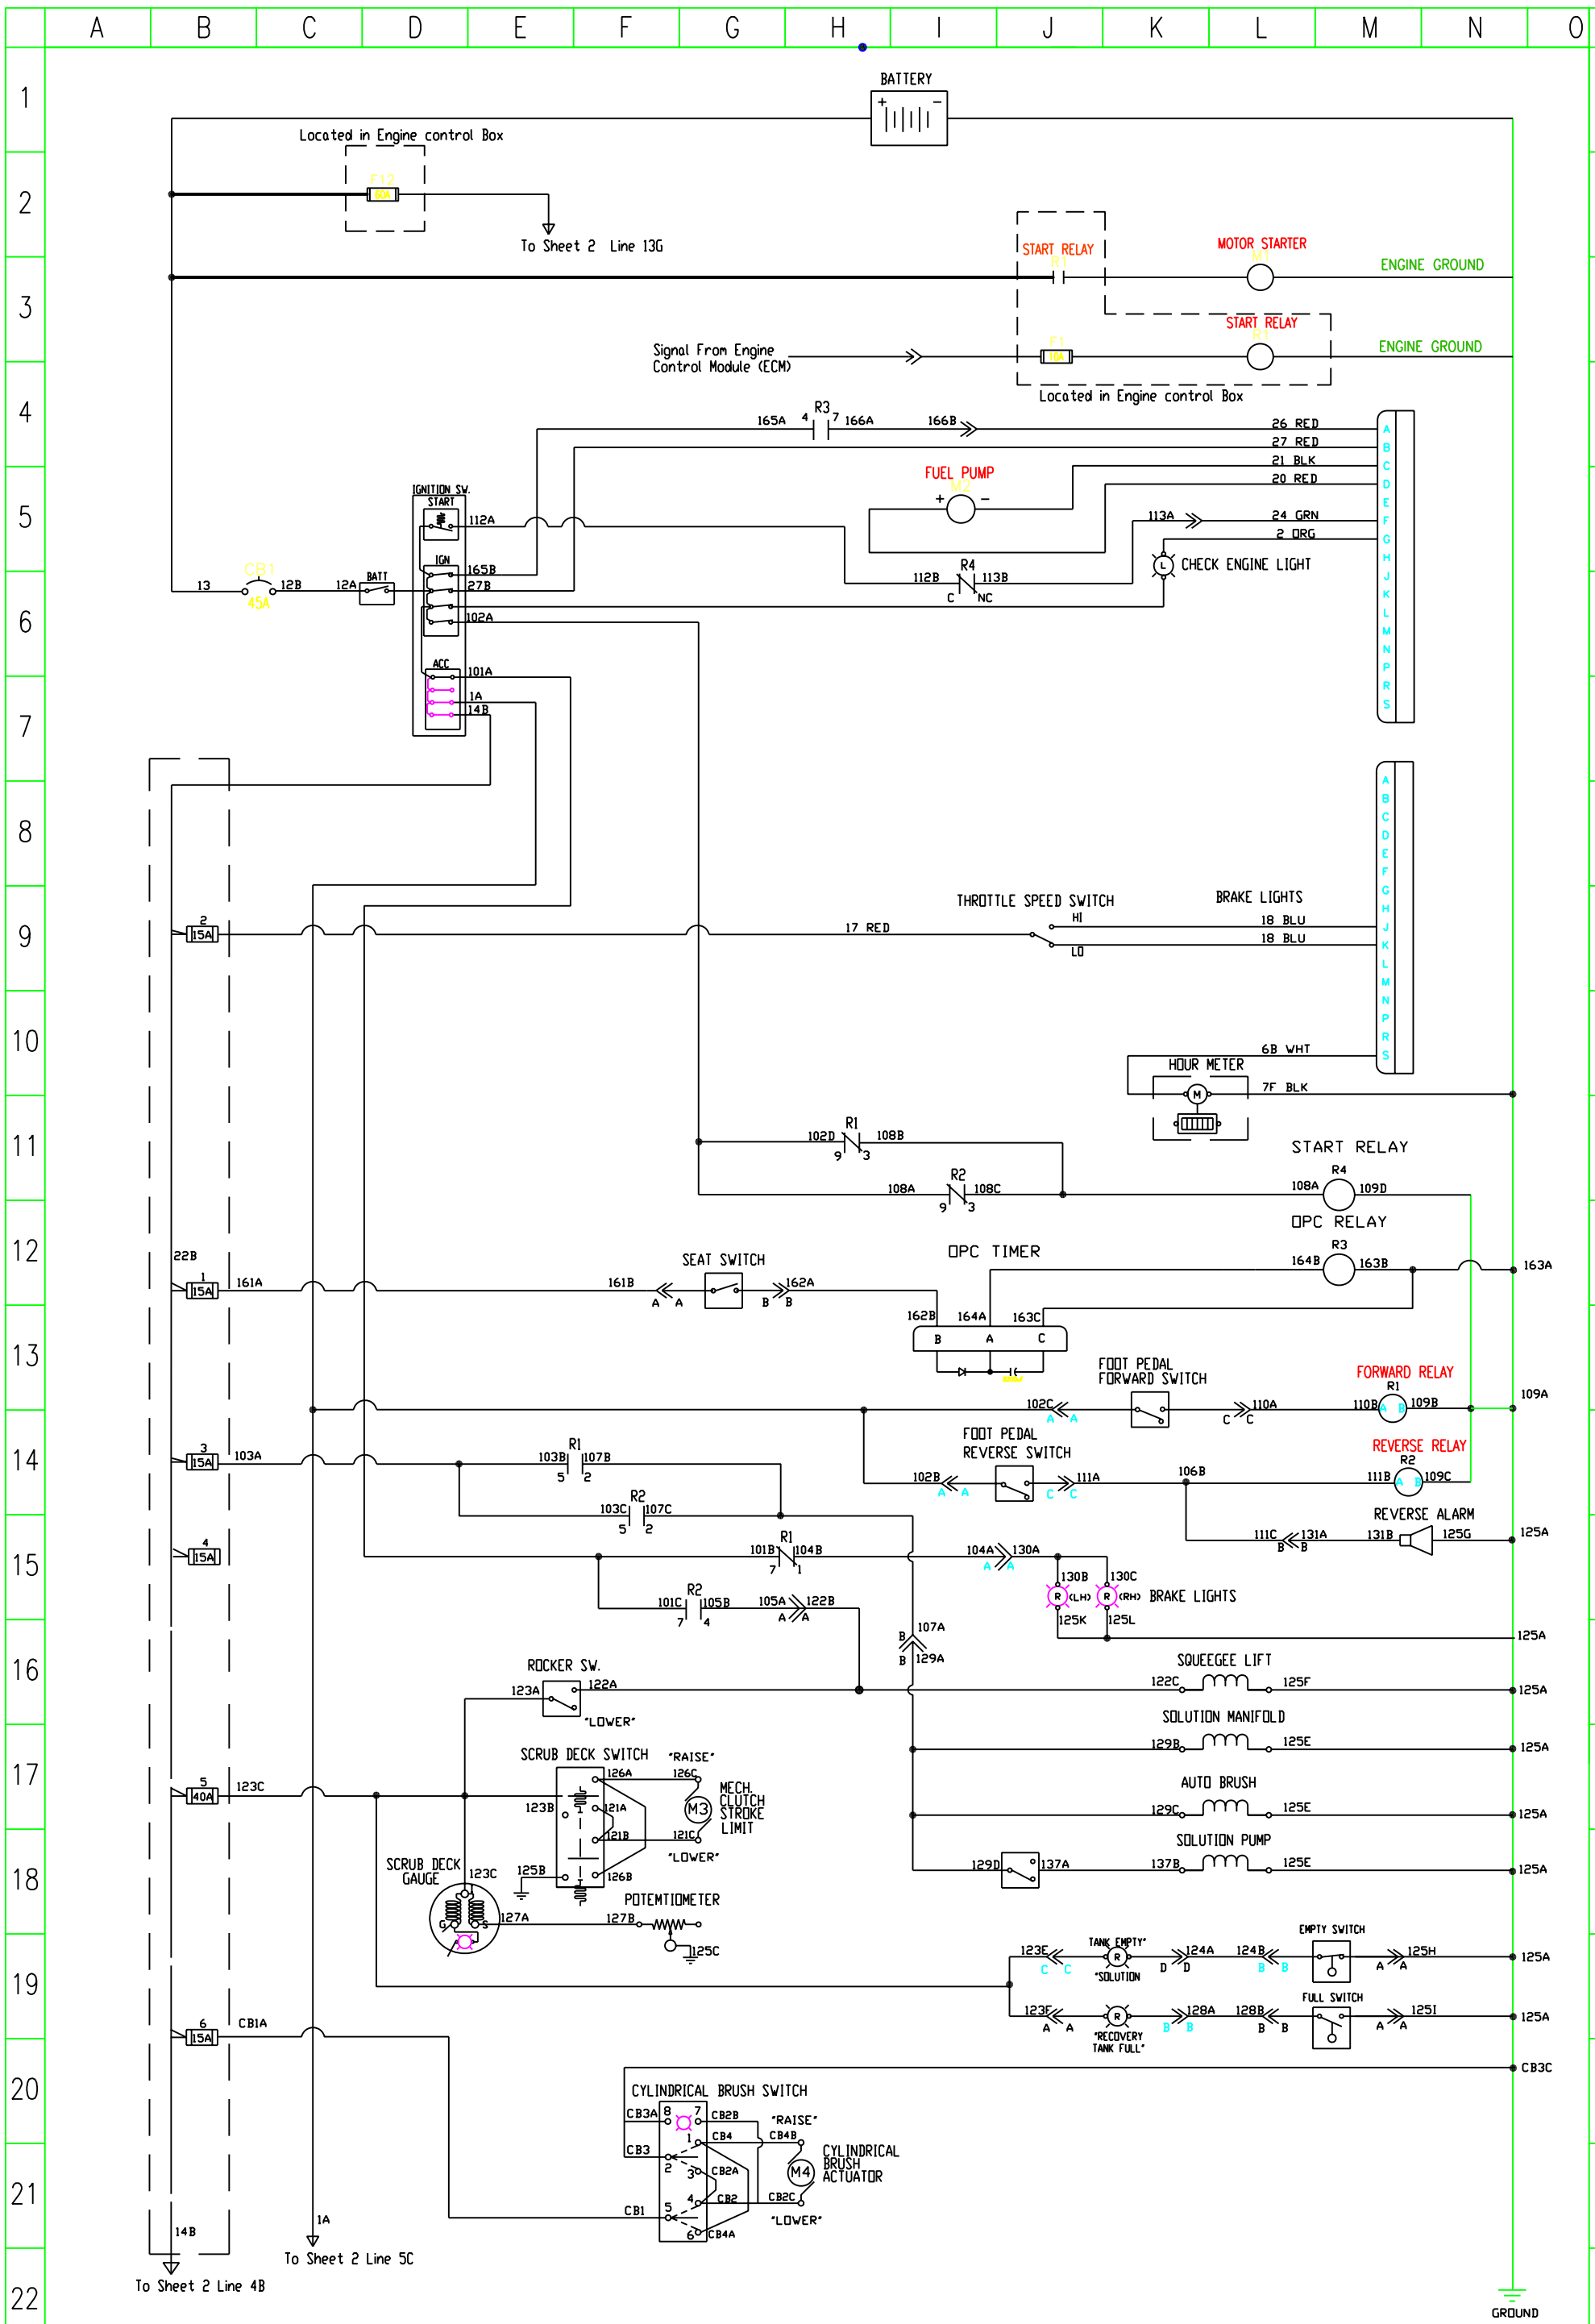 A B C D E F G H I J K L M N O
1
BATTERY
+ -
Located in Engine control Box
2
F12
60A
To Sheet 2 Line 13G
START RELAY
R1
MOTOR STARTER
M1
ENGINE GROUND
3
Signal From Engine
Control Module (ECM)
F1
10A
START RELAY
R1
ENGINE GROUND
Located in Engine control Box
4
165A 4 R3 7 166A 166B 26 RED A
27 RED B
21 BLK C
20 RED D
E
FUEL PUMP
M2
+ -
5
IGNITION SW.
START
112A
113A 24 GRN F
2 ORG G
H
J
K
L
M
N
P
R
S
L CHECK ENGINE LIGHT
IGN
165B
27B
102A
13 CB1 12B 12A BATT
45A
112B R4 113B
C NC
6
ACC
101A
1A
14B
7
8
A
B
C
D
E
F
G
H
J
K
L
M
N
P
R
S
9
2
15A
17 RED
THROTTLE SPEED SWITCH
HI
LO
BRAKE LIGHTS
18 BLU
18 BLU
10
6B WHT
HOUR METER
M
7F BLK
11
102D R1 108B
9 3
108A R2 108C
9 3
START RELAY
108A R4 109D
12
22B
1
15A
161A
161B
A A
SEAT SWITCH
B B
162A
OPC TIMER
OPC RELAY
164B R3 163B 163A
162B 164A 163C
B A C
13
FOOT PEDAL
FORWARD SWITCH
FORWARD RELAY
102C
A A
110A
C C
110B R1 109B 109A
A B
14
3
15A
103A
103B R1 107B
5 2
103C R2 107C
5 2
FOOT PEDAL
REVERSE SWITCH
102B
A A
111A
C C
106B
REVERSE RELAY
111B R2 109C
A B
REVERSE ALARM
111C 131A 131B 125G 125A
B B
15
4
15A
101B R1 104B
7 1
104A 130A
A A
101C R2 105B
7 4
105A 122B
A A
130B 130C
R (LH) R (RH) BRAKE LIGHTS
125K 125L
125A
16
B 107A
B 129A
ROCKER SW.
123A 122A
"LOWER"
SQUEEGEE LIFT
122C 125F 125A
SOLUTION MANIFOLD
129B 125E 125A
17
5
40A
123C
SCRUB DECK SWITCH
"RAISE"
126A 126C
123B 121A
121B 121C
M3
MECH.
CLUTCH
STROKE
LIMIT
"LOWER"
AUTO BRUSH
129C 125E 125A
18
SCRUB DECK
GAUGE
123C
125B 126B
G S
127A 127B
POTEMTIOMETER
125C
SOLUTION PUMP
129D 137A 137B 125E 125A
19
123E
C C
TANK EMPTY"
R
"SOLUTION
124A
D D
124B
B B
EMPTY SWITCH
125H
A A
125A
123F
A A
R
"RECOVERY
TANK FULL"
128A
B B
128B
B B
FULL SWITCH
125I
A A
125A
6
15A
CB1A
20
CB3C
CYLINDRICAL BRUSH SWITCH
CB3A 8 7 CB2B
"RAISE"
1 CB4 CB4B
CB3 2
3 CB2A
M4
CYLINDRICAL
BRUSH
ACTUATOR
21
4 CB2 CB2C
CB1 5
6 CB4A
"LOWER"
14B
1A
To Sheet 2 Line 5C
To Sheet 2 Line 4B
22
GROUND